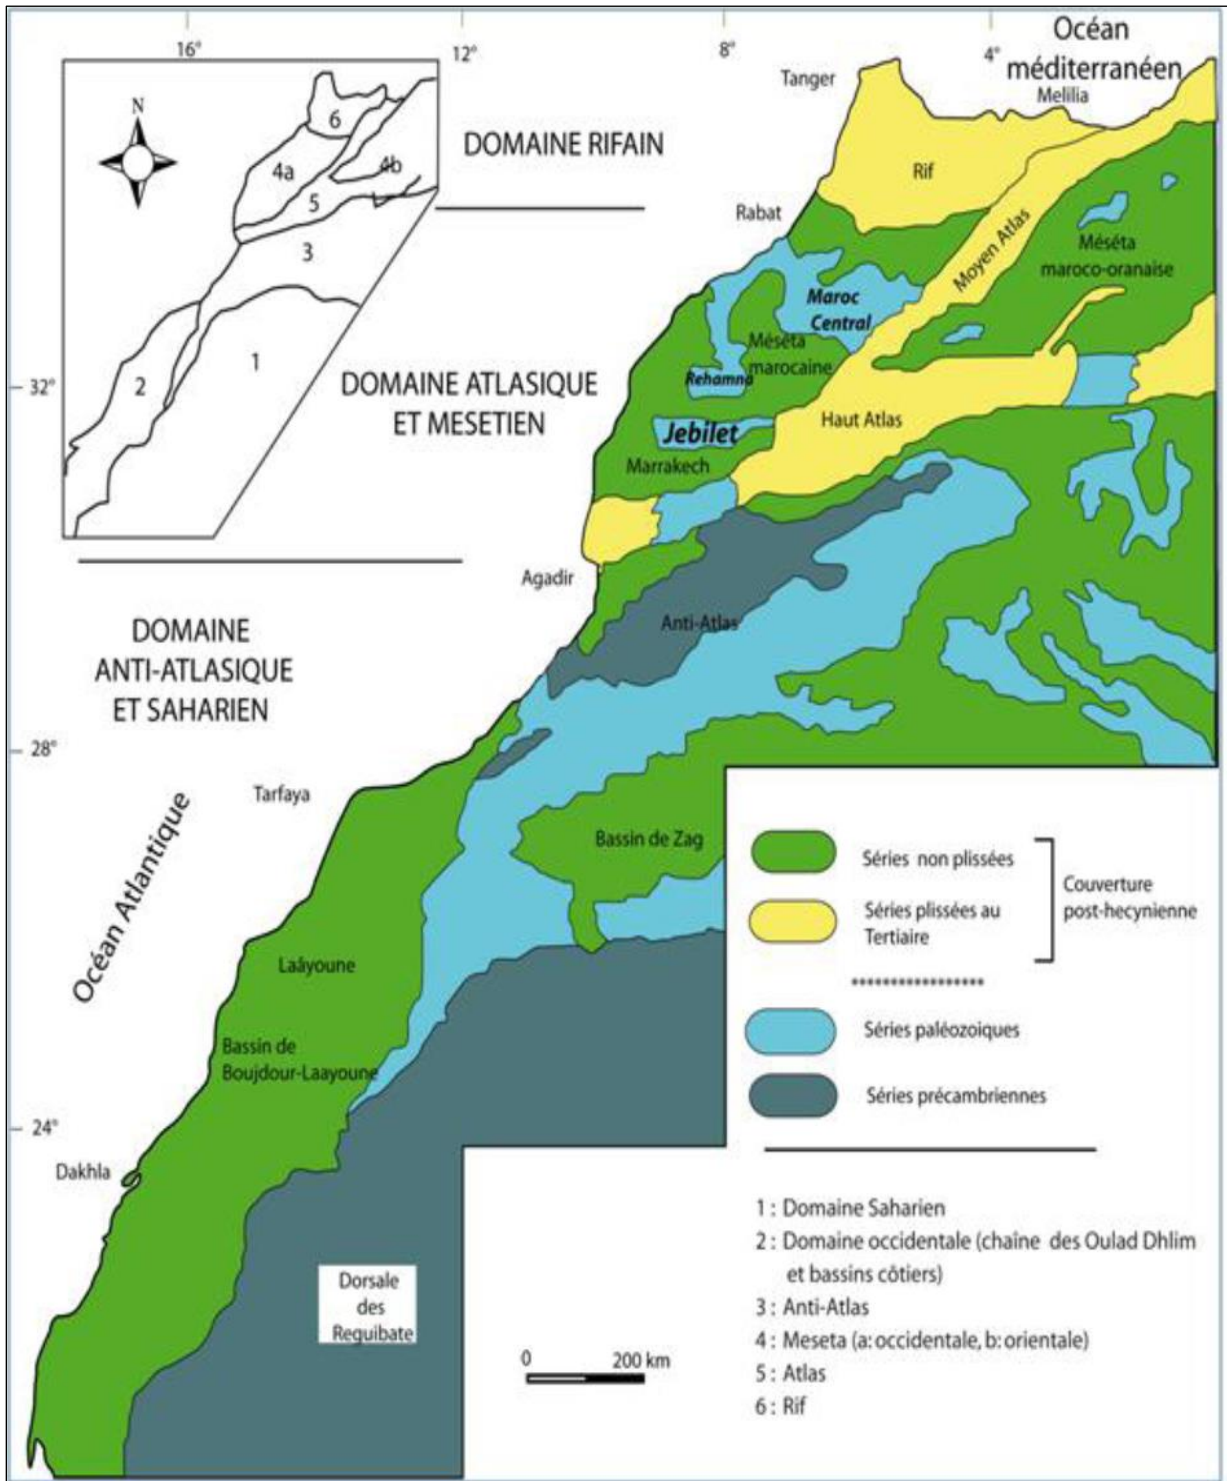 16°
12°
8°
4°
Océan
méditerranéen
Tanger
Melilia
N
6
4a
4b
5
3
2
1
DOMAINE RIFAIN
Rif
Rabat
Moyen Atlas
Méséta
maroco-oranaise
Maroc
Central
Méséta
marocaine
Rehamna
32°
DOMAINE ATLASIQUE
ET MESETIEN
Haut Atlas
Jebilet
Marrakech
Agadir
Anti-Atlas
DOMAINE
ANTI-ATLASIQUE
ET SAHARIEN
28°
Tarfaya
Océan Atlantique
Bassin de Zag
Laâyoune
Bassin de
Boujdour-Laayoune
24°
Dakhla
Dorsale
des
Reguibate
Séries non plissées
Séries plissées au
Tertiaire
Couverture
post-hecynienne
******************
Séries paléozoiques
Séries précambriennes
1 : Domaine Saharien
2 : Domaine occidentale (chaîne des Oulad Dhlim
et bassins côtiers)
3 : Anti-Atlas
4 : Meseta (a: occidentale, b: orientale)
5 : Atlas
6 : Rif
0
200 km